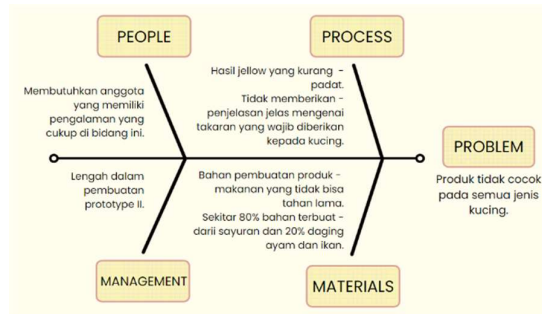 PEOPLE
PROCESS
Membutuhkan anggota
yang memiliki
pengalaman yang
cukup di bidang ini.
Hasil jellow yang kurang -
padat.
Tidak memberikan -
penjelasan jelas mengenai
takaran yang wajib diberikan
kepada kucing.
PROBLEM
Produk tidak cocok
pada semua jenis
kucing.
Lengah dalam
pembuatan
prototype II.
Bahan pembuatan produk -
makanan yang tidak bisa
tahan lama.
Sekitar 80% bahan terbuat -
darii sayuran dan 20% daging
ayam dan ikan.
MANAGEMENT
MATERIALS